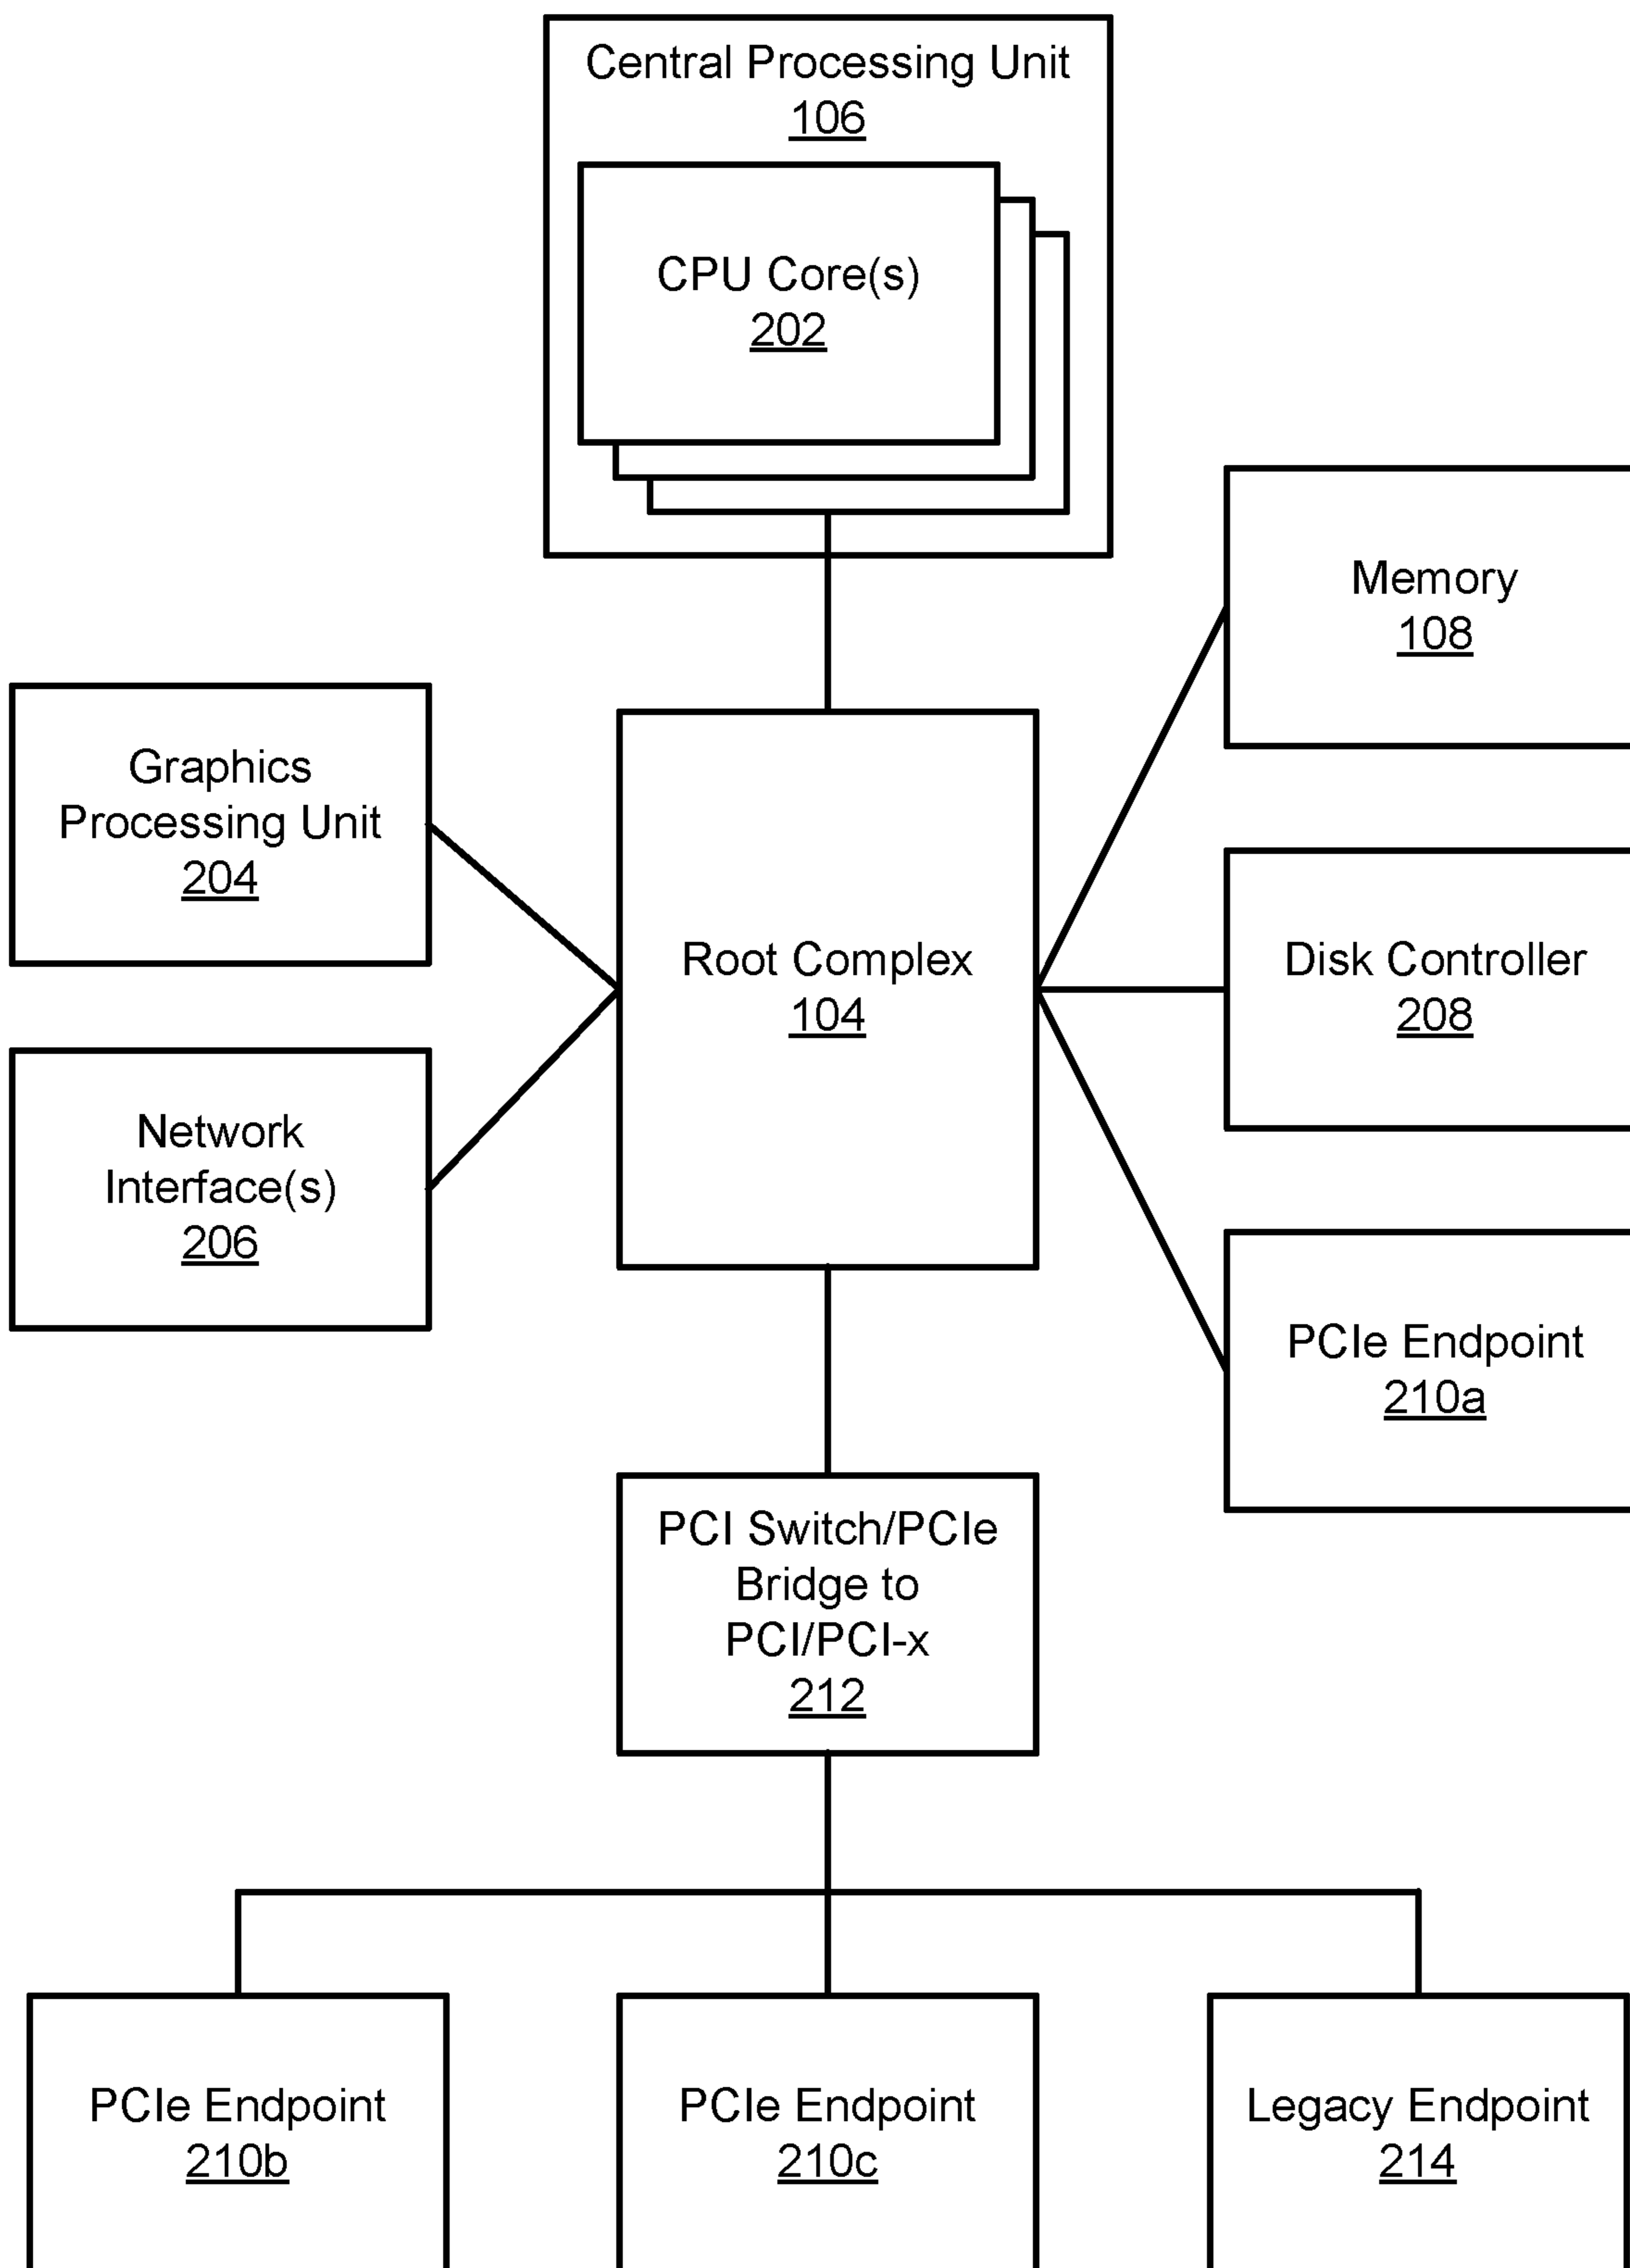 Central Processing Unit
106
CPU Core(s)
202
Memory
108
Graphics
Processing Unit
204
Root Complex
104
Disk Controller
208
Network
Interface(s)
206
PCIe Endpoint
210a
PCI Switch/PCIe
Bridge to
PCI/PCI-x
212
PCIe Endpoint
210b
PCIe Endpoint
210c
Legacy Endpoint
214